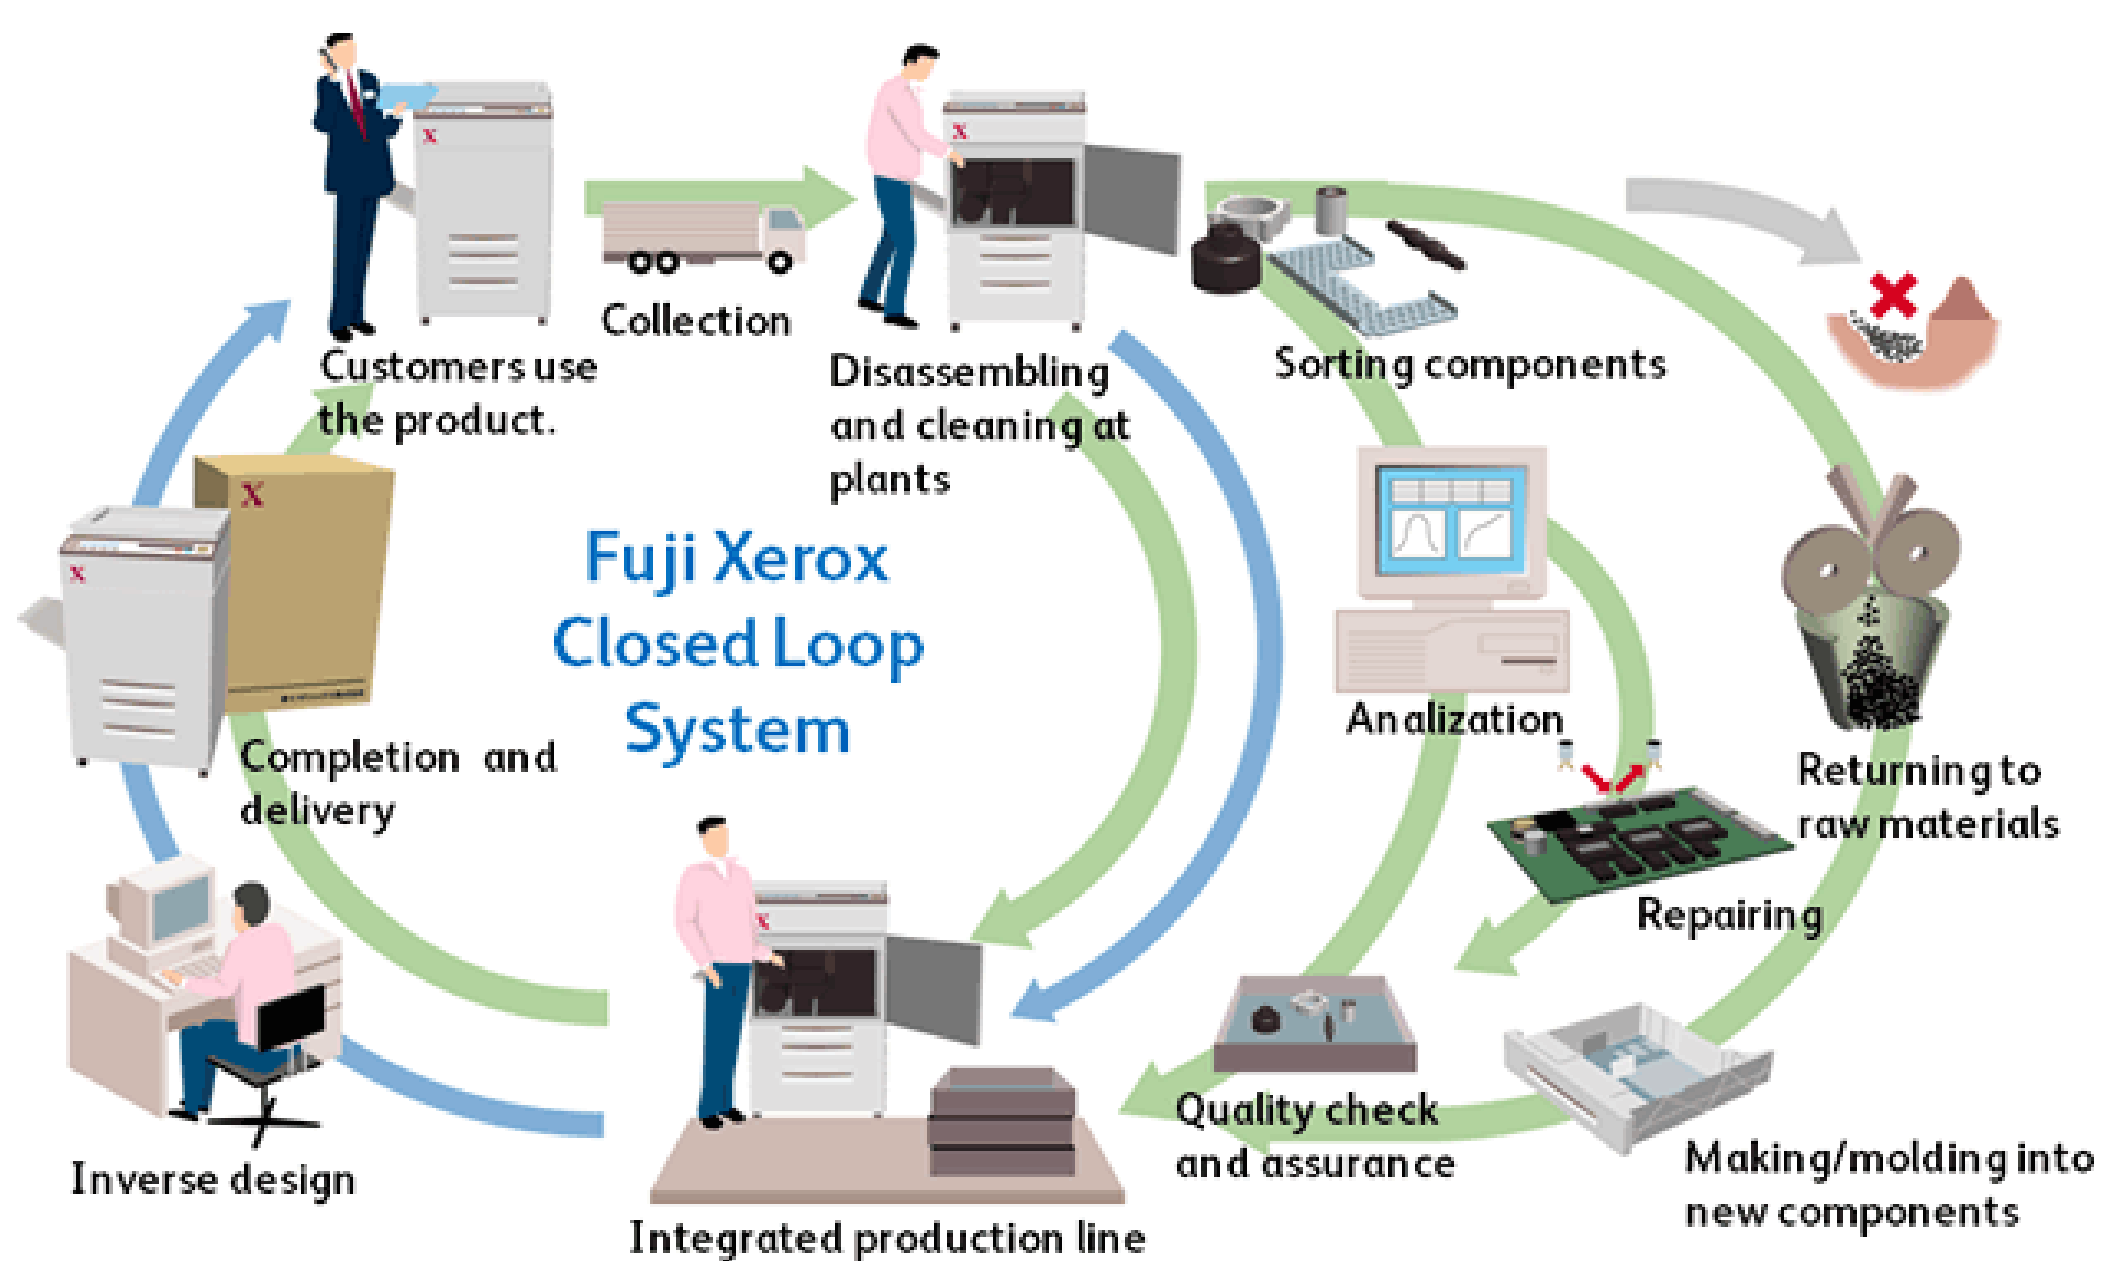 X
X
Collection
Customers use
the product.
Disassembling
and cleaning at
plants
Sorting components
X
X
Fuji Xerox
Closed Loop
System
Analization
Completion and
delivery
Returning to
raw materials
Repairing
X
Quality check
and assurance
Inverse design
Making/molding into
new components
Integrated production line